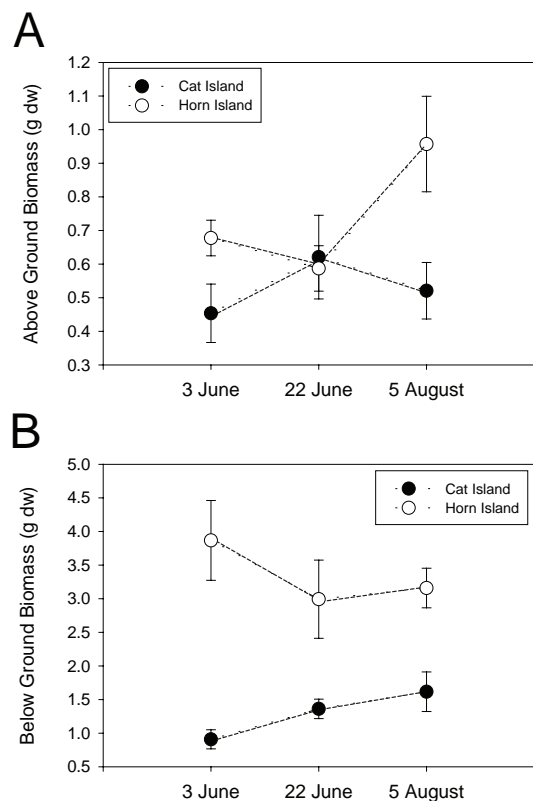 A
Above Ground Biomass (g dw)
1.2
1.1
1.0
0.9
0.8
0.7
0.6
0.5
0.4
0.3
Cat Island
Horn Island
3 June 22 June 5 August
B
Below Ground Biomass (g dw)
5.0
4.5
4.0
3.5
3.0
2.5
2.0
1.5
1.0
0.5
Cat Island
Horn Island
3 June 22 June 5 August